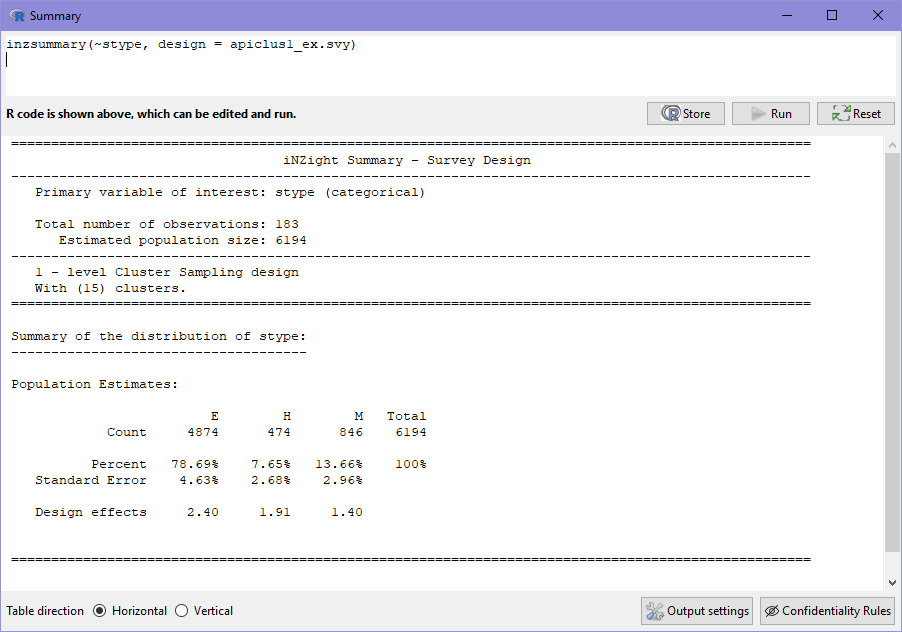 Summary
inzsummary(~stype, design = apiclus1_ex.svy)
R code is shown above, which can be edited and run.
Store
Run
Reset
================================================================================
iNZight Summary - Survey Design
--------------------------------------------------------------------------------
Primary variable of interest: stype (categorical)
Total number of observations: 183
Estimated population size: 6194
--------------------------------------------------------------------------------
1 - level Cluster Sampling design
With (15) clusters.
================================================================================
Summary of the distribution of stype:
-------------------------------------
Population Estimates:
E H M Total
Count 4874 474 846 6194
Percent 78.69% 7.65% 13.66% 100%
Standard Error 4.63% 2.68% 2.96%
Design effects 2.40 1.91 1.40
================================================================================
Table direction Horizontal Vertical
Output settings
Confidentiality Rules